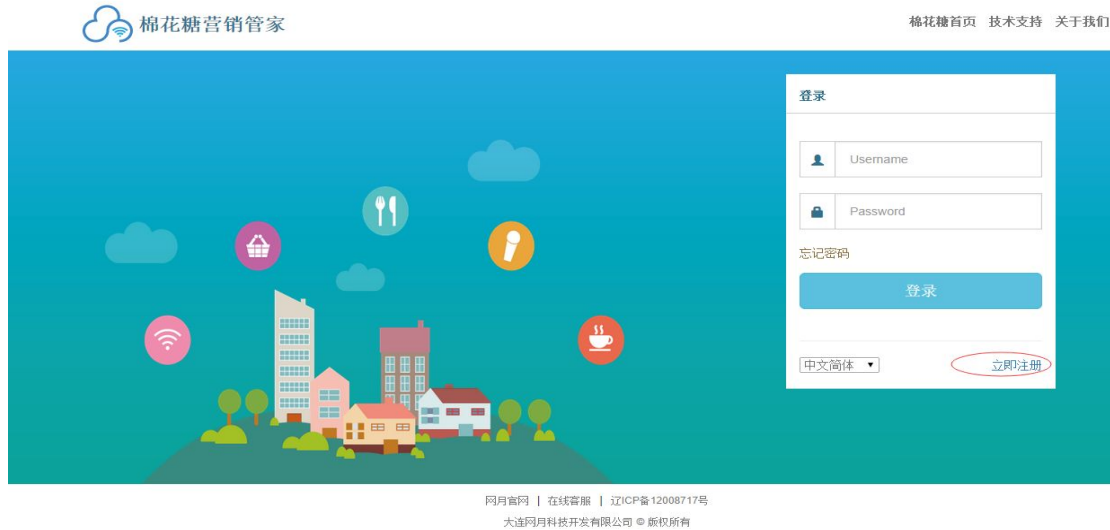 棉花糖营销管家
棉花糖首页 技术支持 关于我们
登录
Username
Password
忘记密码
登录
中文简体 立即注册
网月官网 | 在线客服 | 辽ICP备12008717号
大连网月科技开发有限公司 © 版权所有